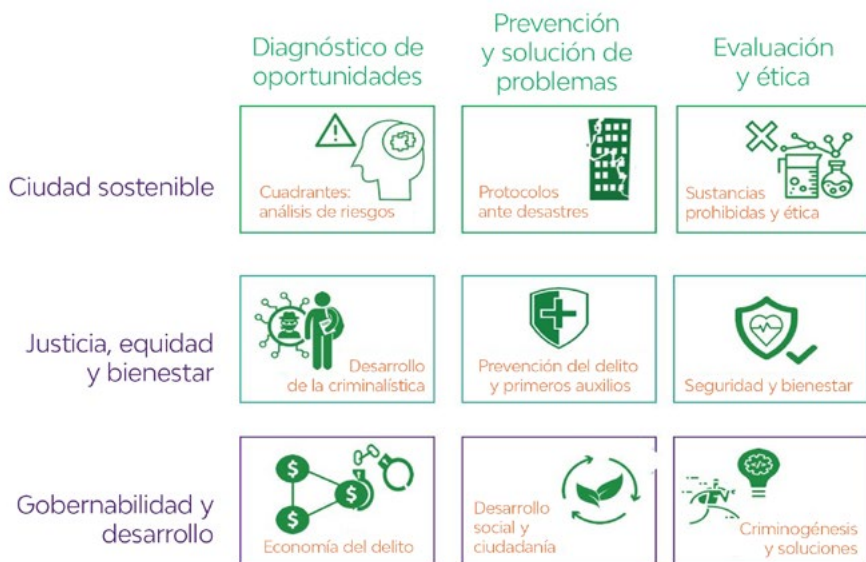 Diagnóstico de
oportunidades
Prevención
y solución de
problemas
Evaluación
y ética
Ciudad sostenible
Cuadrantes:
análisis de riesgos
Protocolos
ante desastres
Sustancias
prohibidas y ética
Justicia, equidad
y bienestar
Desarrollo
de la criminalística
Prevención del delito
y primeros auxilios
Seguridad y bienestar
Gobernabilidad y
desarrollo
$
$
$
Economía del delito
Desarrollo
social y
ciudadanía
Criminogénesis
y soluciones